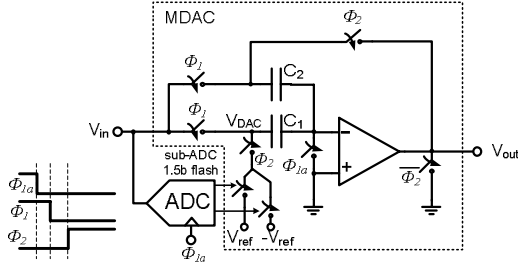 MDAC
Φ2
Φ1
C2
Φ1
VDAC
C1
Vin
Φ2
Φ1a
−
+
Φ2
Vout
sub-ADC
1.5b flash
ADC
Φ1a
Vref -Vref
Φ1a
Φ1
Φ2